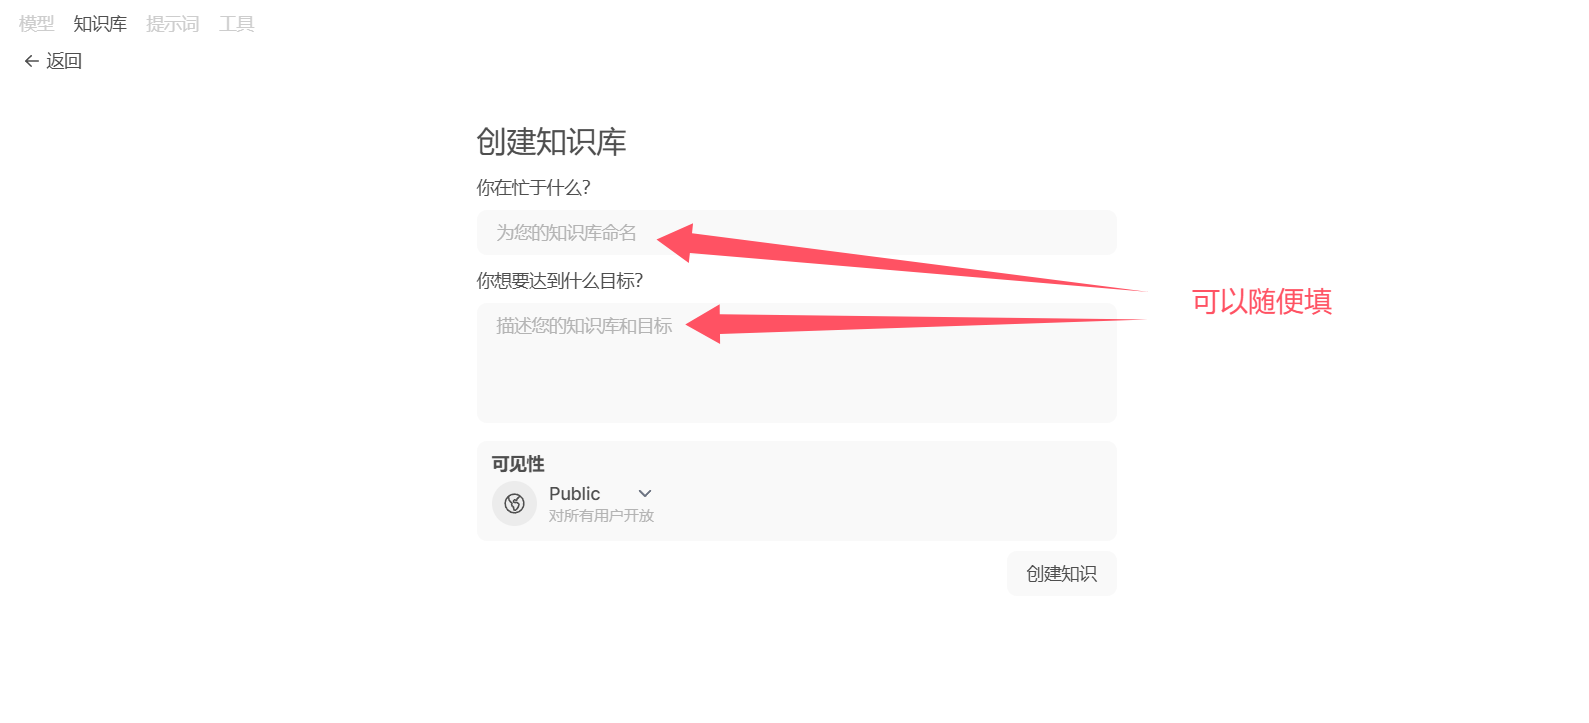 模型 知识库 提示词 工具
返回
创建知识库
你在忙于什么？
为您的知识库命名
你想要达到什么目标？
可以随便填
描述您的知识库和目标
可见性
Public
对所有用户开放
创建知识